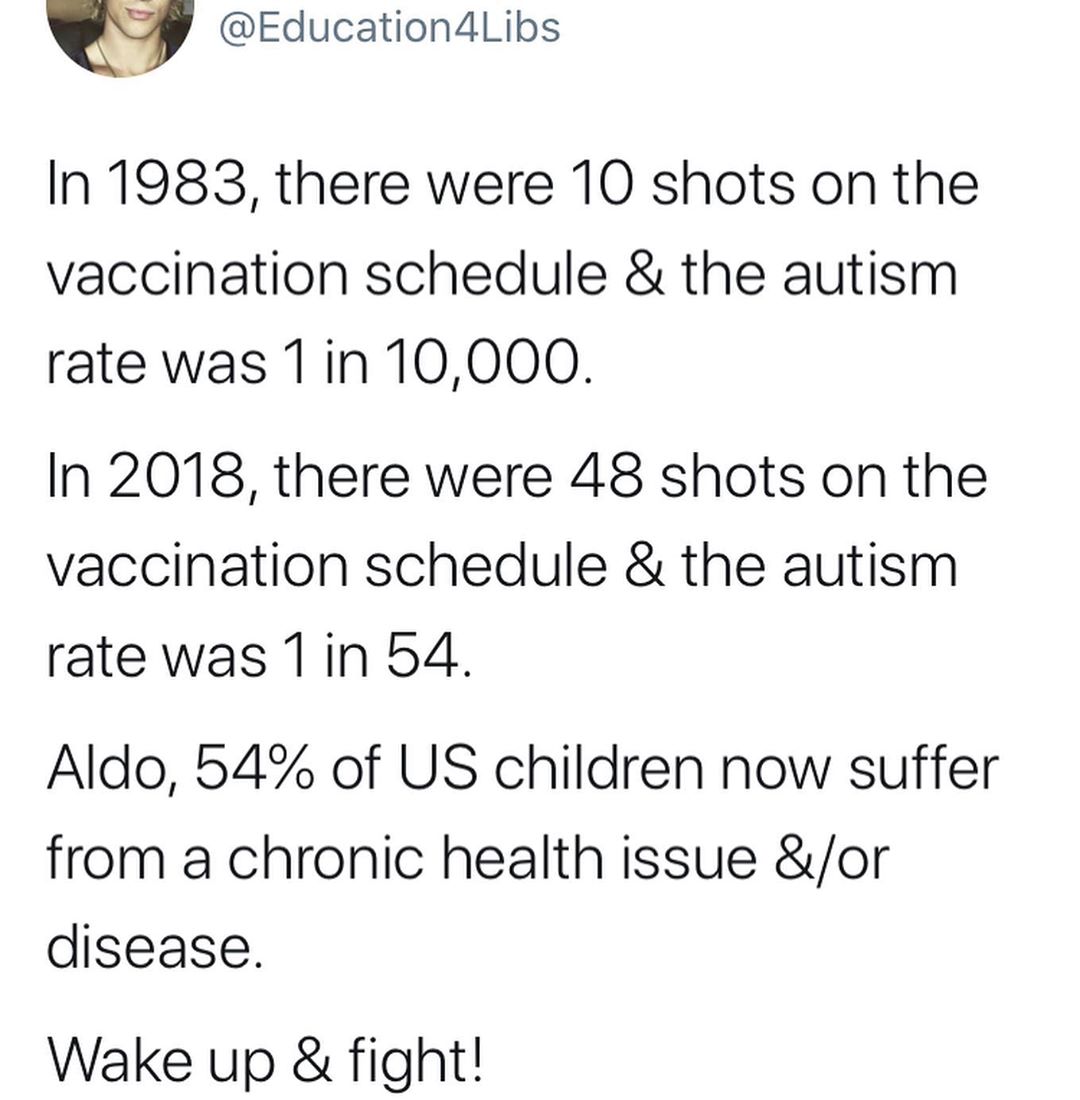 @Education4Libs
In 1983, there were 10 shots on the
vaccination schedule & the autism
rate was 1 in 10,000.
In 2018, there were 48 shots on the
vaccination schedule & the autism
rate was 1 in 54.
Aldo, 54% of US children now suffer
from a chronic health issue &/or
disease.
Wake up & fight!